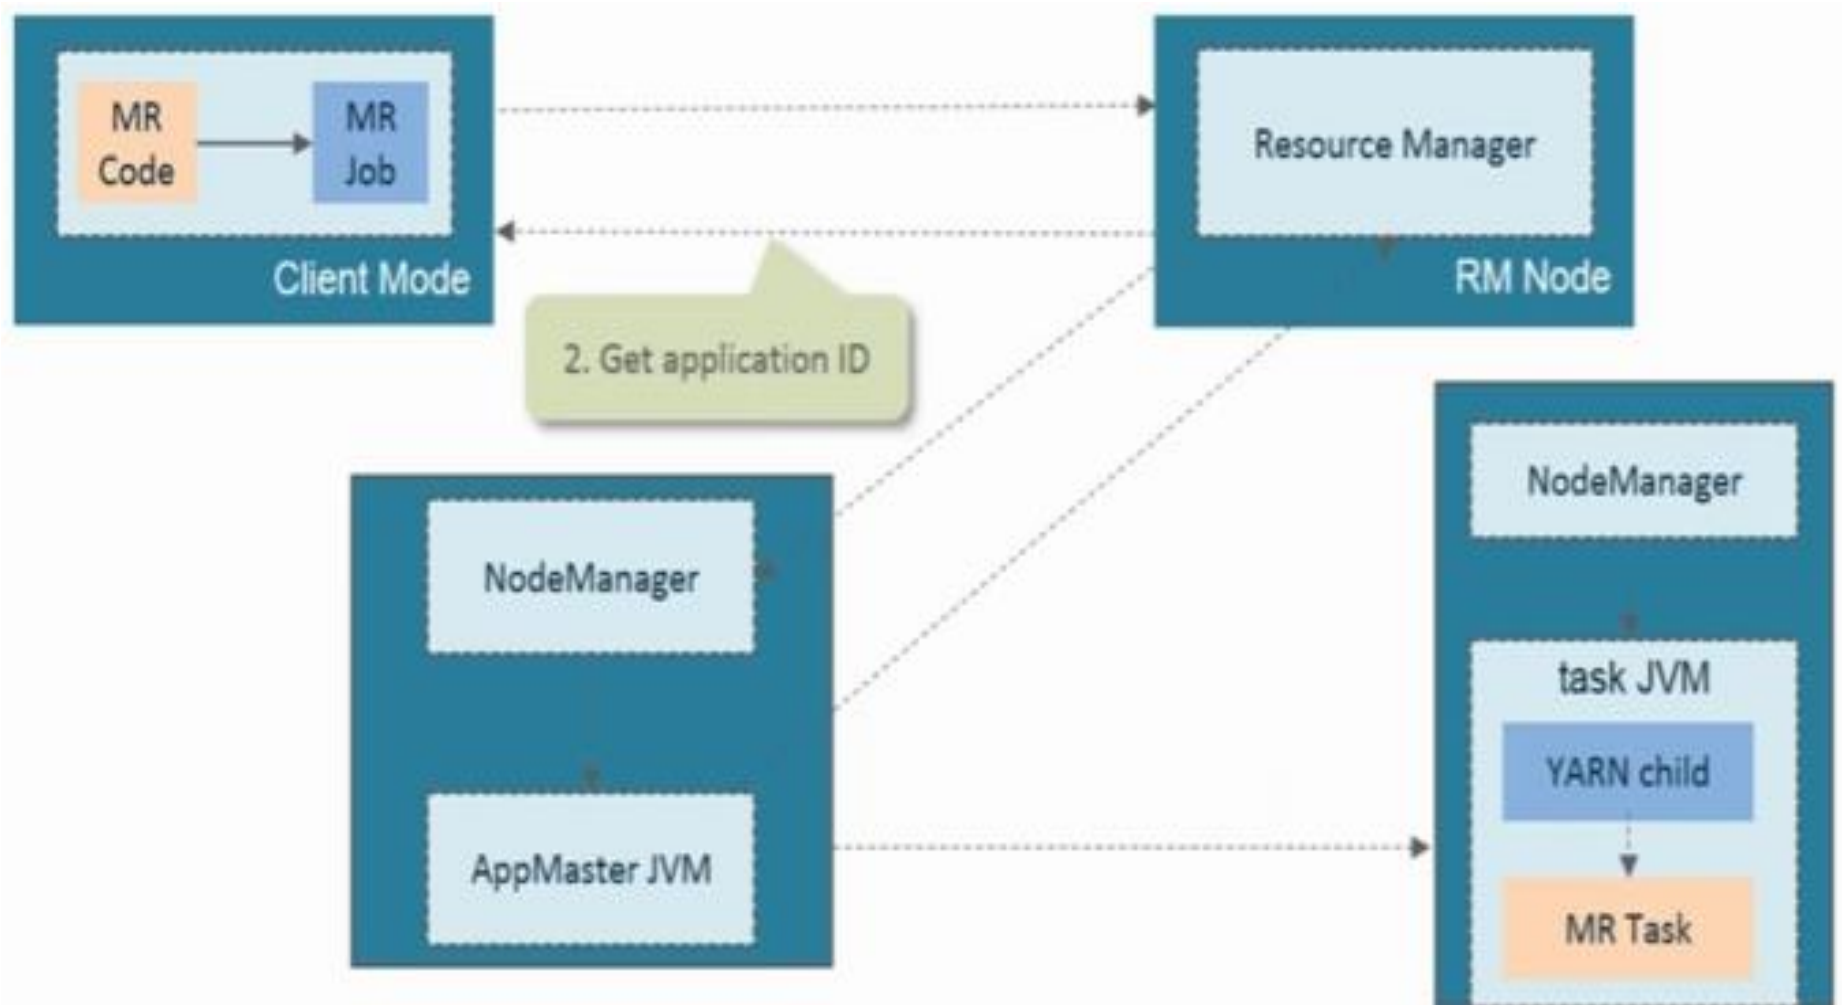 MR
Code
MR
Job
Client Mode
Resource Manager
RM Node
2. Get application ID
NodeManager
AppMaster JVM
NodeManager
task JVM
YARN child
MR Task